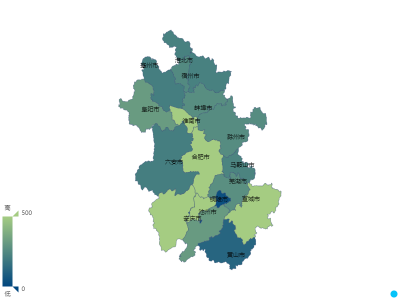 淮北市
亳州市
宿州市
阜阳市
蚌埠市
淮南市
滁州市
六安市
合肥市
马鞍山市
芜湖市
铜陵市
宣城市
池州市
安庆市
黄山市
高
500
0
低